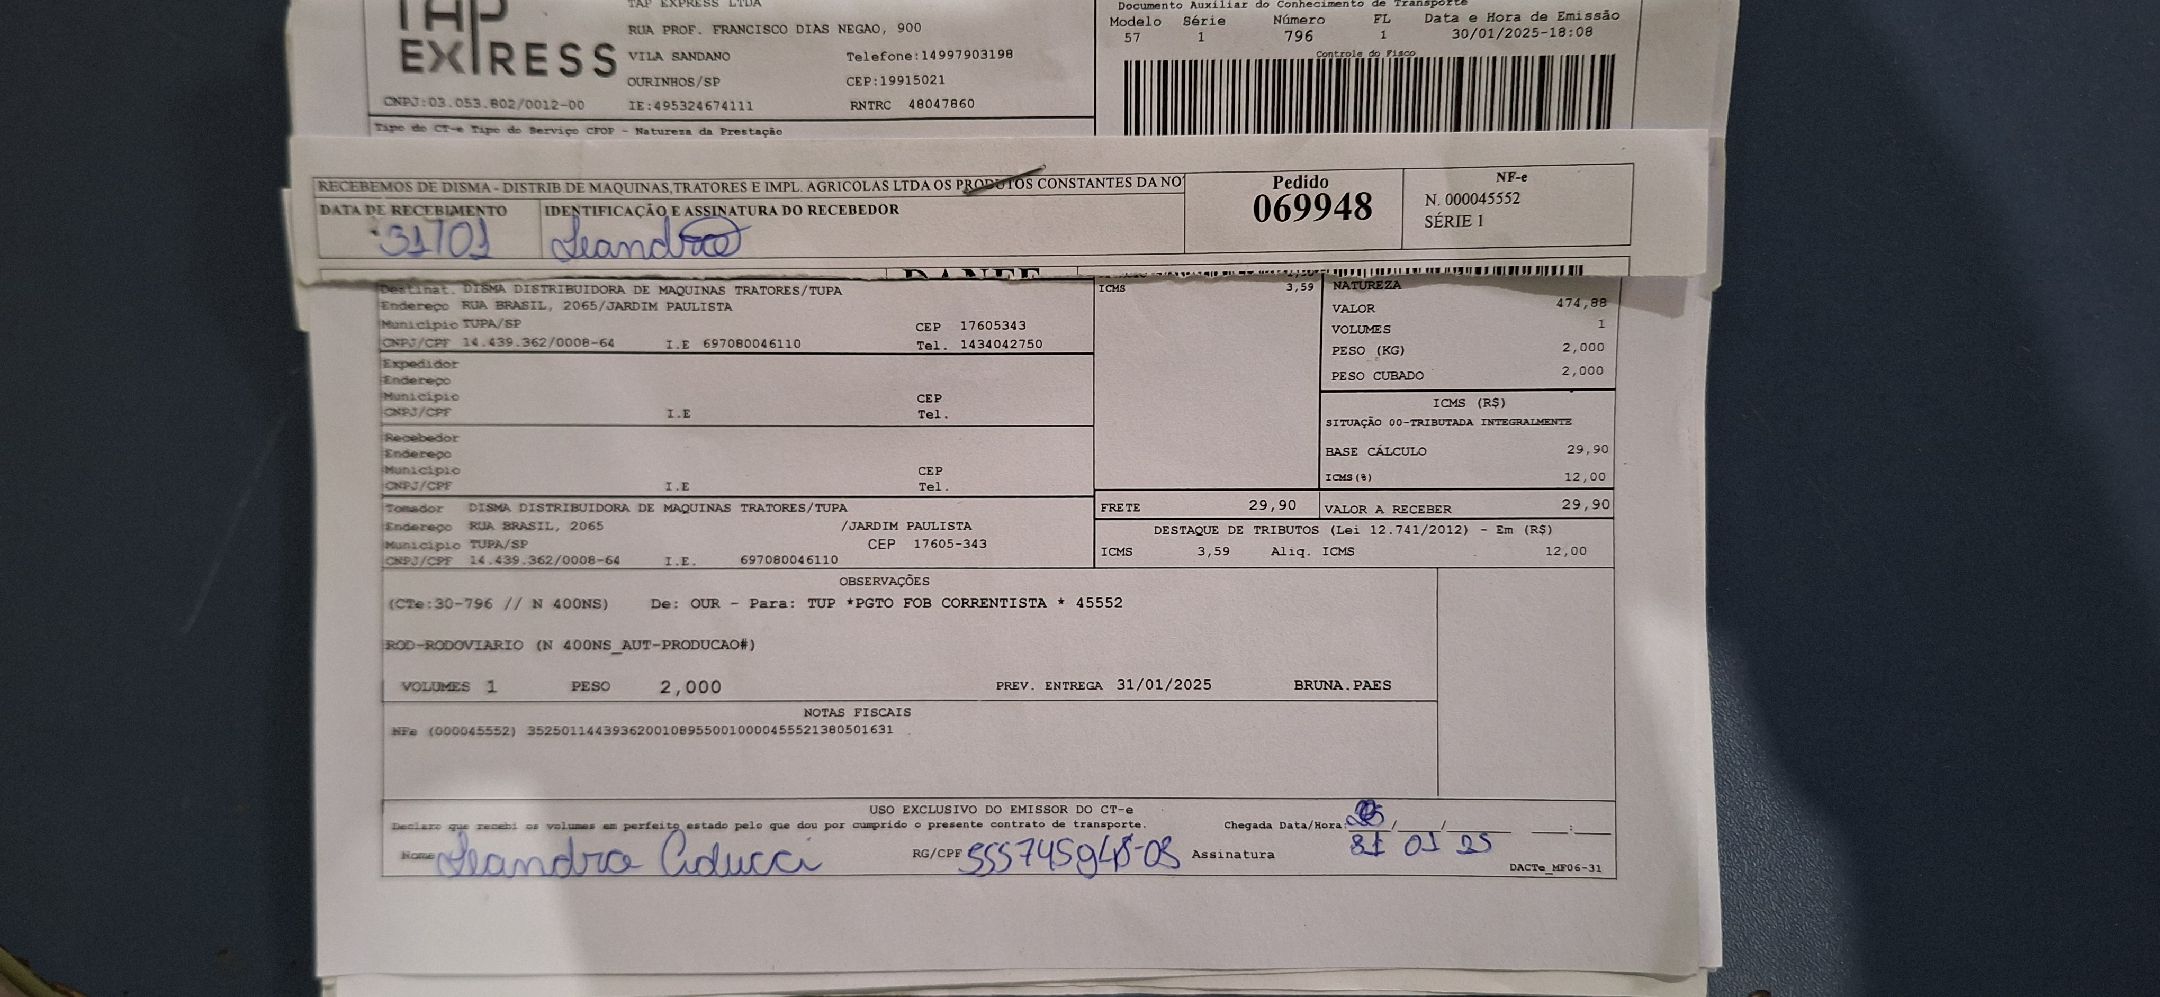 TAP EXPRESS LTDA
TAP
EXPRESS
RUA PROF. FRANCISCO DIAS NEGAO, 900
VILA SANDANO Telefone:14997903198
OURINHOS/SP CEP:19915021
CNPJ:03.053.802/0012-00 IE:495324674111 RNTRC 48047860
Tipo do CT-e Tipo do Serviço CFOP - Natureza da Prestação
Documento Auxiliar do Conhecimento de Transporte
Modelo Série Número FL Data e Hora de Emissão
57 1 796 1 30/01/2025-18:08
Controle do Fisco
RECEBEMOS DE DISMA - DISTRIB DE MAQUINAS,TRATORES E IMPL. AGRICOLAS LTDA OS PRODUTOS CONSTANTES DA NO
DATA DE RECEBIMENTO IDENTIFICAÇÃO E ASSINATURA DO RECEBEDOR
31/01 Leandro
Pedido
069948
NF-e
N. 000045552
SÉRIE 1
DANFE
Destinat. DISMA DISTRIBUIDORA DE MAQUINAS TRATORES/TUPA
Endereço RUA BRASIL, 2065/JARDIM PAULISTA
Município TUPA/SP CEP 17605343
CNPJ/CPF 14.439.362/0008-64 I.E 697080046110 Tel. 1434042750
Expedidor
Endereço
Município CEP
CNPJ/CPF I.E Tel.
Recebedor
Endereço
Município CEP
CNPJ/CPF I.E Tel.
Tomador DISMA DISTRIBUIDORA DE MAQUINAS TRATORES/TUPA
Endereço RUA BRASIL, 2065 /JARDIM PAULISTA
Município TUPA/SP CEP 17605-343
CNPJ/CPF 14.439.362/0008-64 I.E. 697080046110
ICMS 3,59
NATUREZA
VALOR 474,88
VOLUMES 1
PESO (KG) 2,000
PESO CUBADO 2,000
ICMS (R$)
SITUAÇÃO 00-TRIBUTADA INTEGRALMENTE
BASE CÁLCULO 29,90
ICMS(%) 12,00
FRETE 29,90 VALOR A RECEBER 29,90
DESTAQUE DE TRIBUTOS (Lei 12.741/2012) - Em (R$)
ICMS 3,59 Aliq. ICMS 12,00
OBSERVAÇÕES
(CTe:30-796 // N 400NS) De: OUR - Para: TUP *PGTO FOB CORRENTISTA * 45552
ROD-RODOVIARIO (N 400NS_AUT-PRODUCAO#)
VOLUMES 1 PESO 2,000 PREV. ENTREGA 31/01/2025 BRUNA.PAES
NOTAS FISCAIS
NFe (000045552) 35250114439362001089550010000455521380501631
USO EXCLUSIVO DO EMISSOR DO CT-e
Declaro que recebi os volumes em perfeito estado pelo que dou por cumprido o presente contrato de transporte. Chegada Data/Hora: / / :
31 01 25
Nome Leandro RG/CPF Assinatura
DACTe_MF06-31